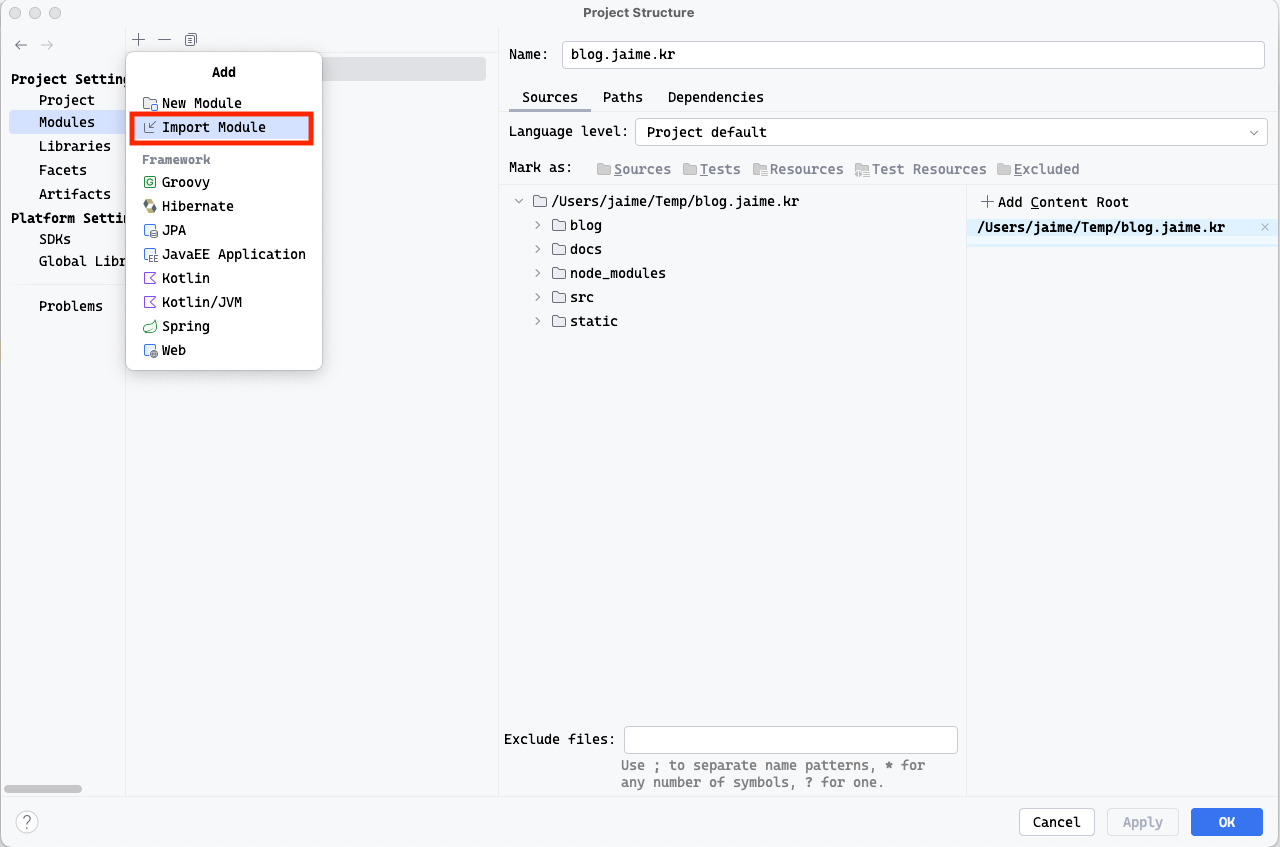 Project Structure
Project Settin
Project
Modules
Libraries
Facets
Artifacts
Platform Settin
SDKs
Global Libr
Problems
Add
New Module
Import Module
Framework
Groovy
Hibernate
JPA
JavaEE Application
Kotlin
Kotlin/JVM
Spring
Web
Name: blog.jaime.kr
Sources Paths Dependencies
Language level: Project default
Mark as: Sources Tests Resources Test Resources Excluded
/Users/jaime/Temp/blog.jaime.kr
blog
docs
node_modules
src
static
Add Content Root
/Users/jaime/Temp/blog.jaime.kr
Exclude files:
Use ; to separate name patterns, * for
any number of symbols, ? for one.
?
Cancel Apply OK